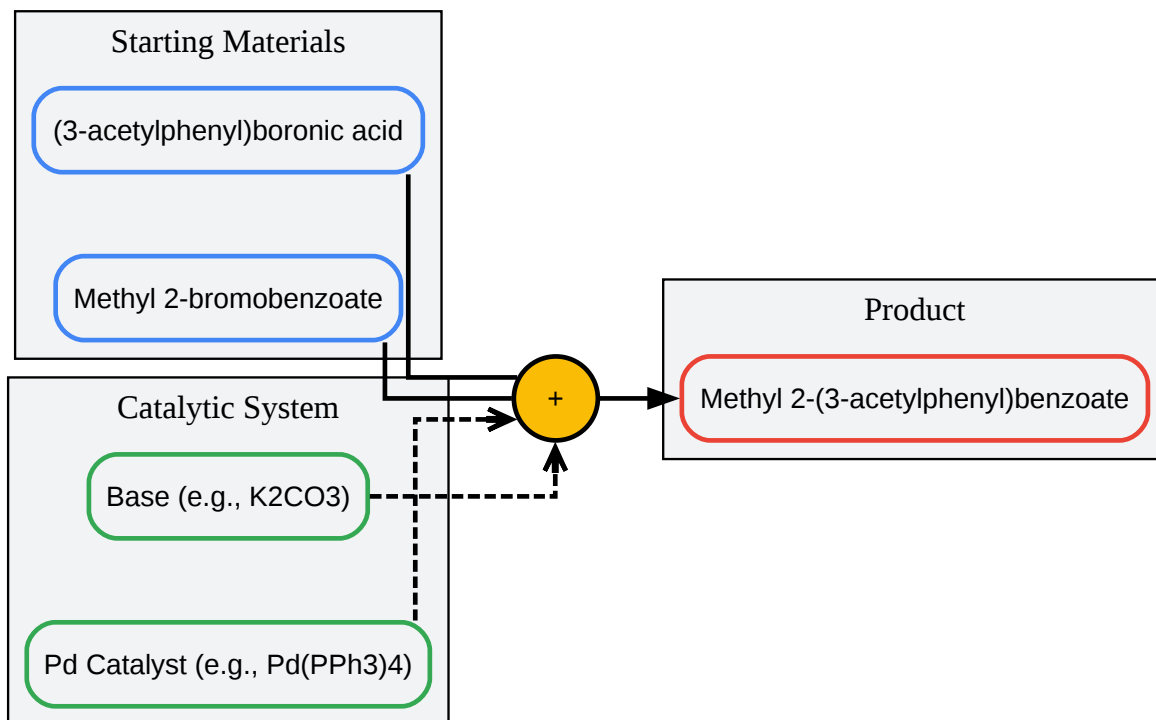 Starting Materials
(3-acetylphenyl)boronic acid
Methyl 2-bromobenzoate
Catalytic System
Base (e.g., K2CO3)
Pd Catalyst (e.g., Pd(PPh3)4)
+
Product
Methyl 2-(3-acetylphenyl)benzoate